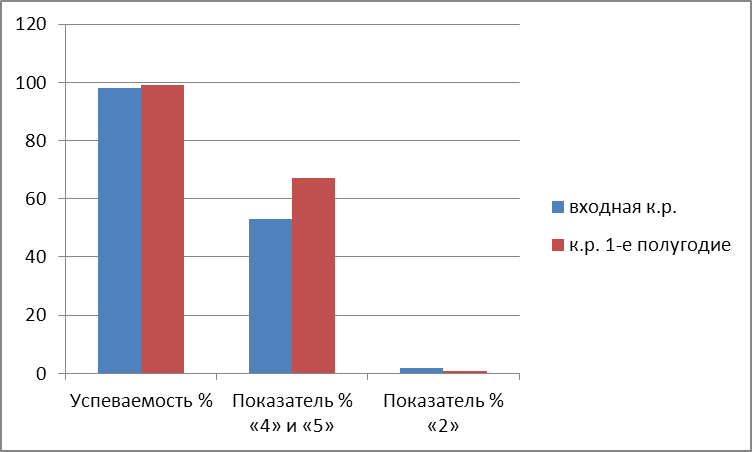 120
100
80
60
40
20
0
Успеваемость %
Показатель %
«4» и «5»
Показатель %
«2»
входная к.р.
к.р. 1-е полугодие